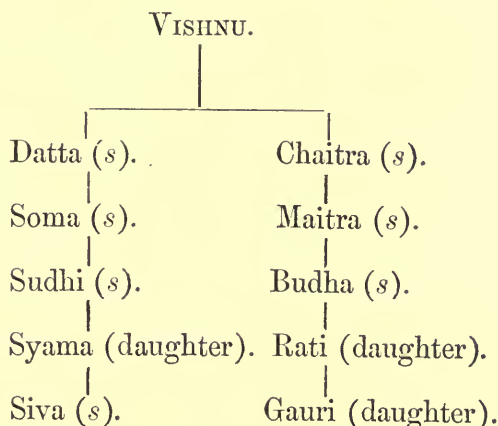 VISHNU.
Datta (s). Chaitra (s).
Soma (s). Maitra (s).
Sudhi (s). Budha (s).
Syama (daughter). Rati (daughter).
Siva (s). Gauri (daughter).